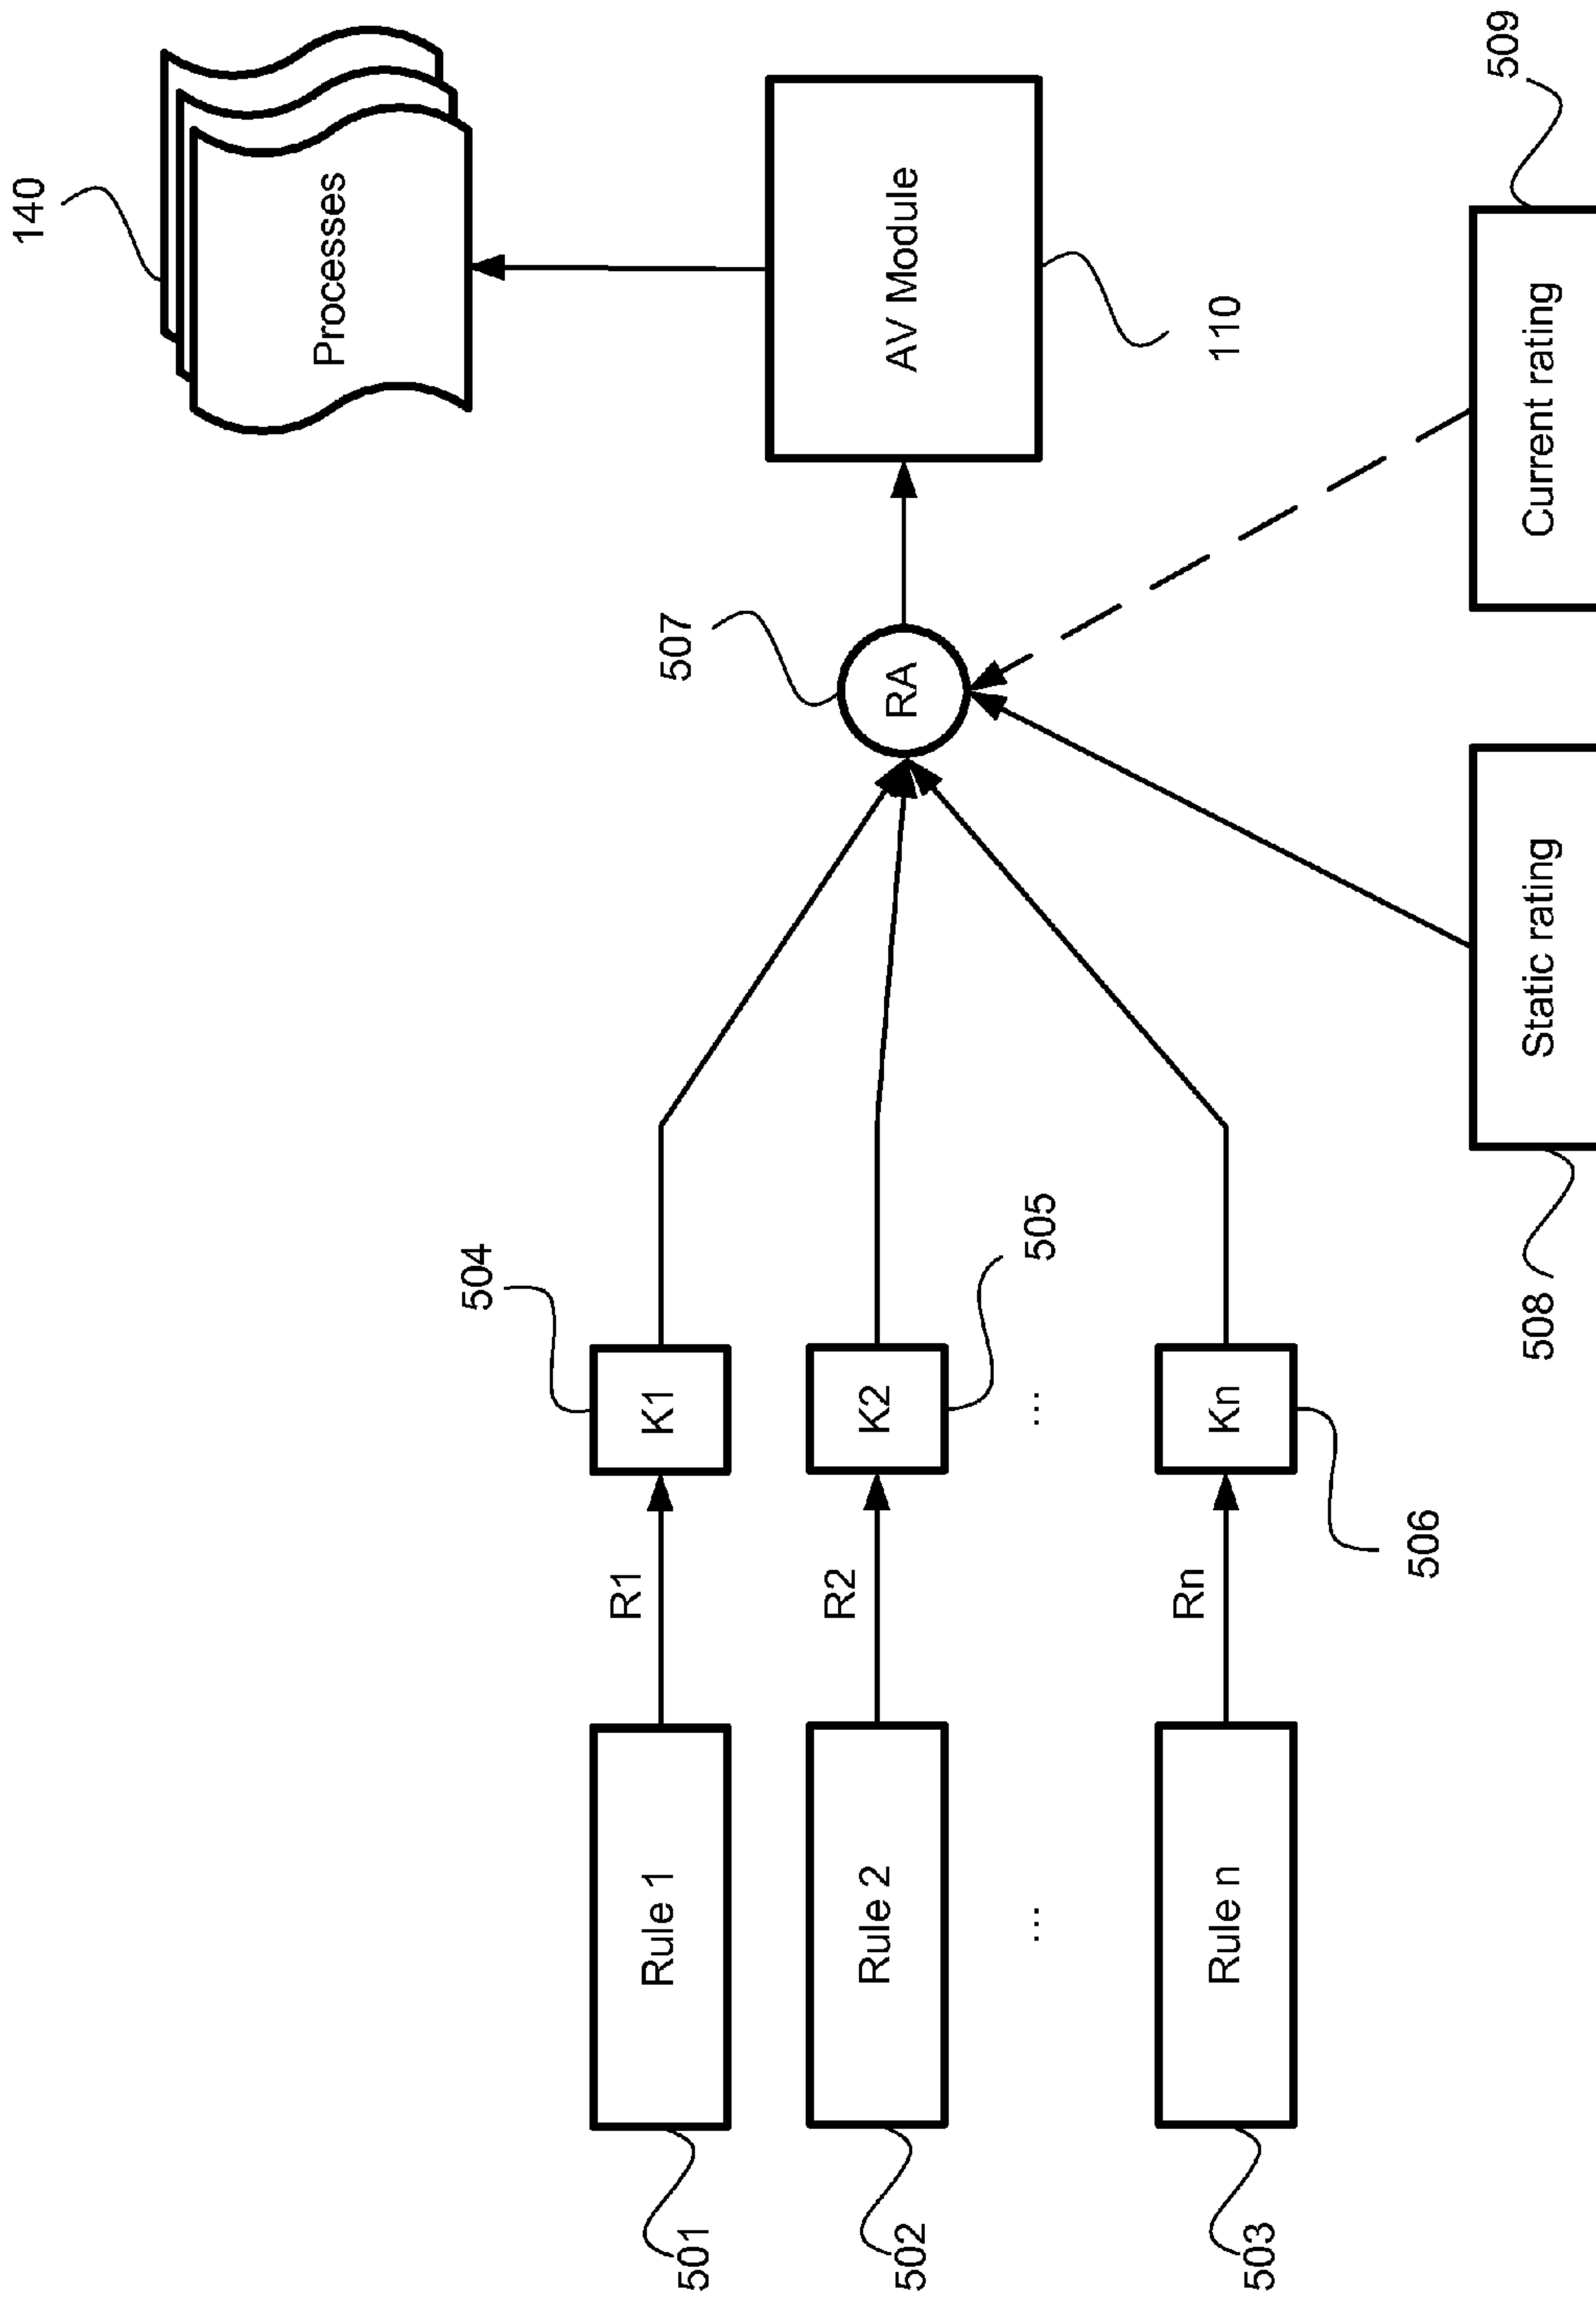 140
Processes
504
507
R1
K1
Rule 1
501
505
R2
K2
RA
AV Module
Rule 2
502
110
...
...
Rn
Kn
Rule n
503
506
508
Static rating
Current rating
509